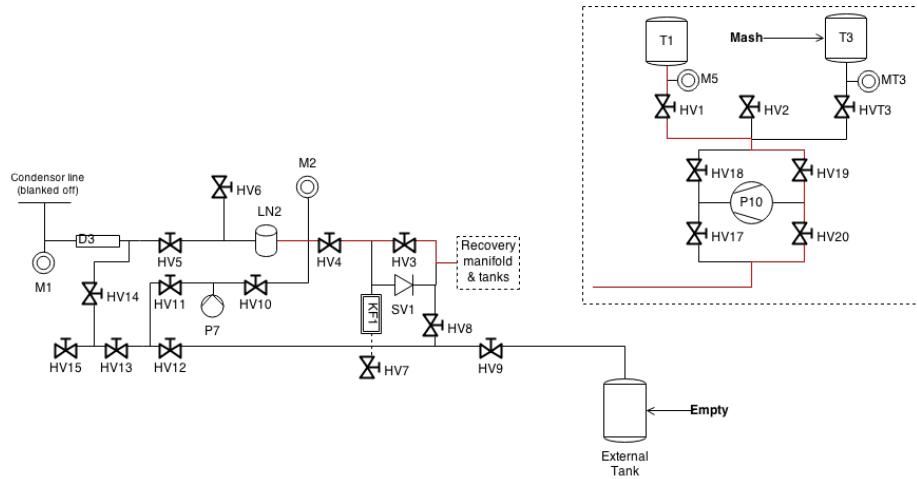 T1
Mash
T3
M5
MT3
HV1
HV2
HVT3
M2
Condensor line
(blanked off)
HV6
HV18
HV19
P10
LN2
D3
HV17
HV20
HV5
HV4
HV3
Recovery
manifold
& tanks
M1
HV14
HV11
HV10
SV1
KF1
P7
HV8
HV15
HV13
HV12
HV7
HV9
Empty
External
Tank